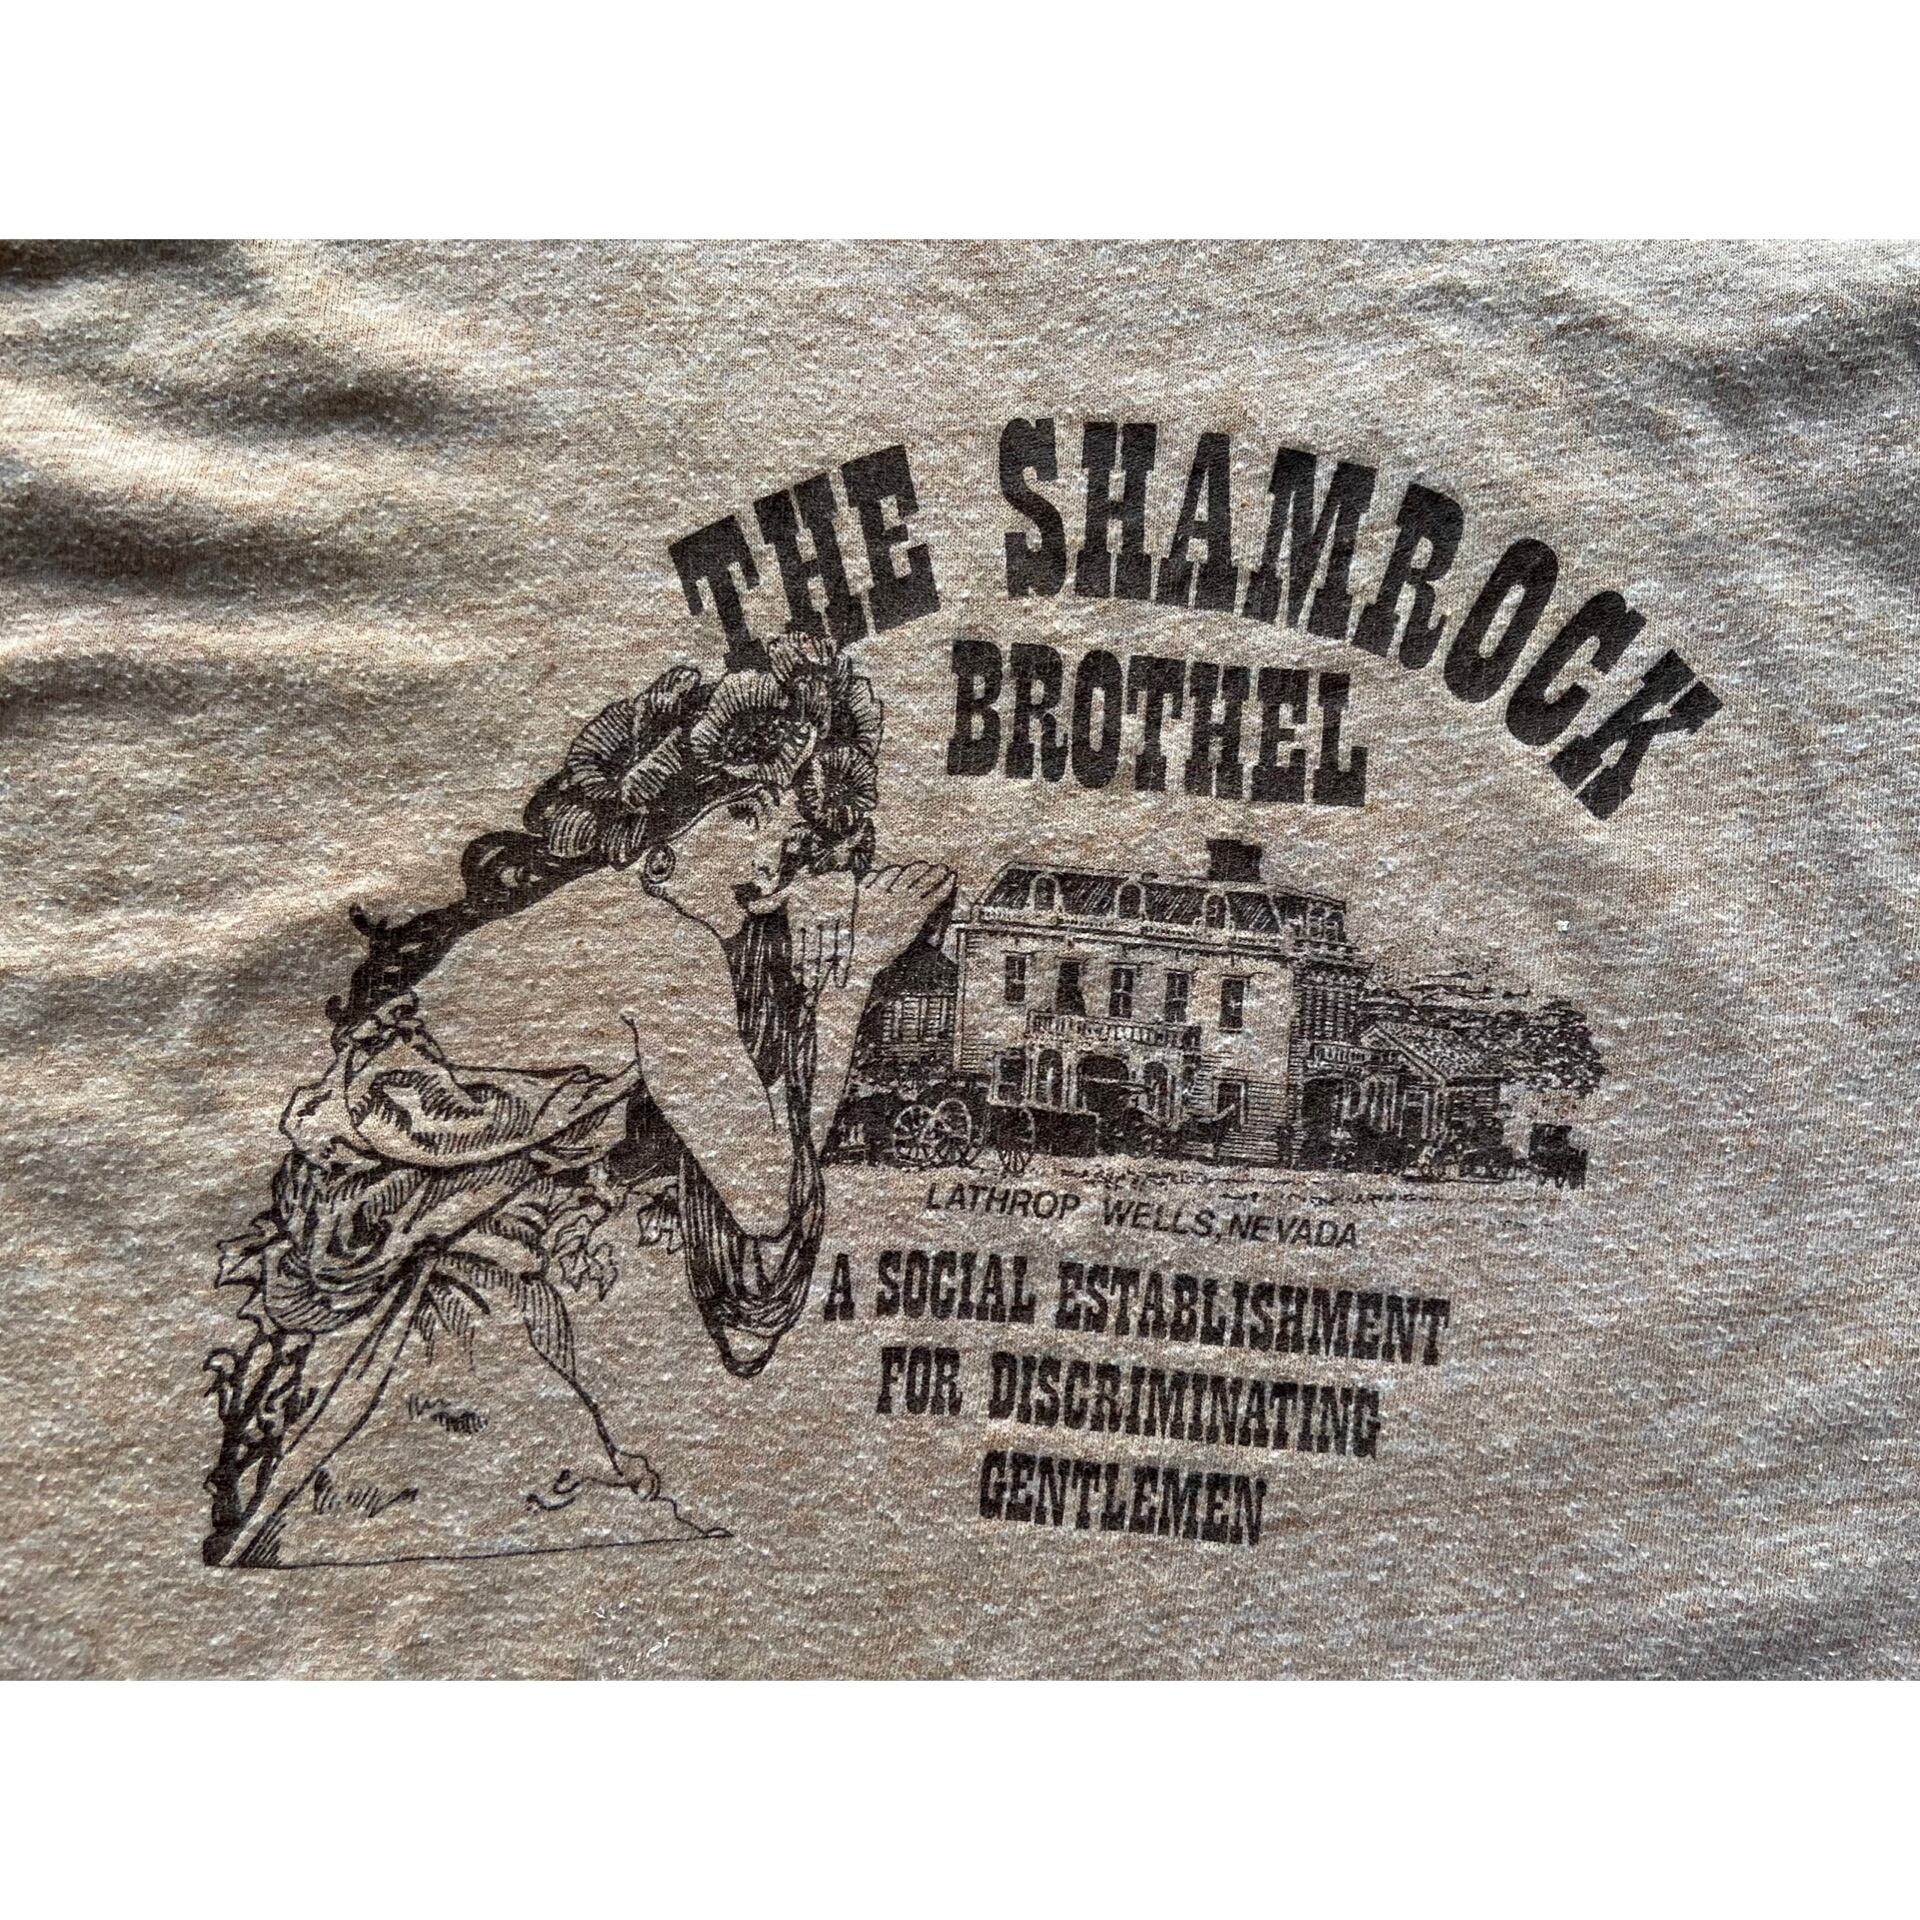 THE SHAMROCK
BROTHEL
LATHROP WELLS, NEVADA
A SOCIAL ESTABLISHMENT
FOR DISCRIMINATING
GENTLEMEN